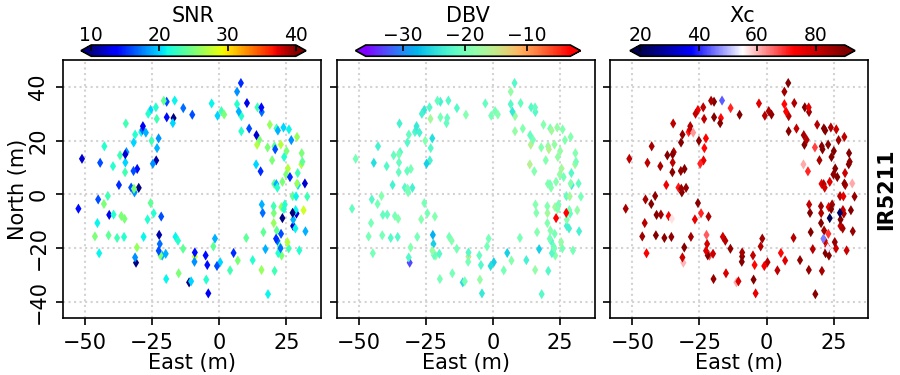 SNR DBV Xc
10 20 30 40 −30 −20 −10 20 40 60 80
40
20
0
−20
−40
North (m)
IR5211
−50 −25 0 25 −50 −25 0 25 −50 −25 0 25
East (m) East (m) East (m)